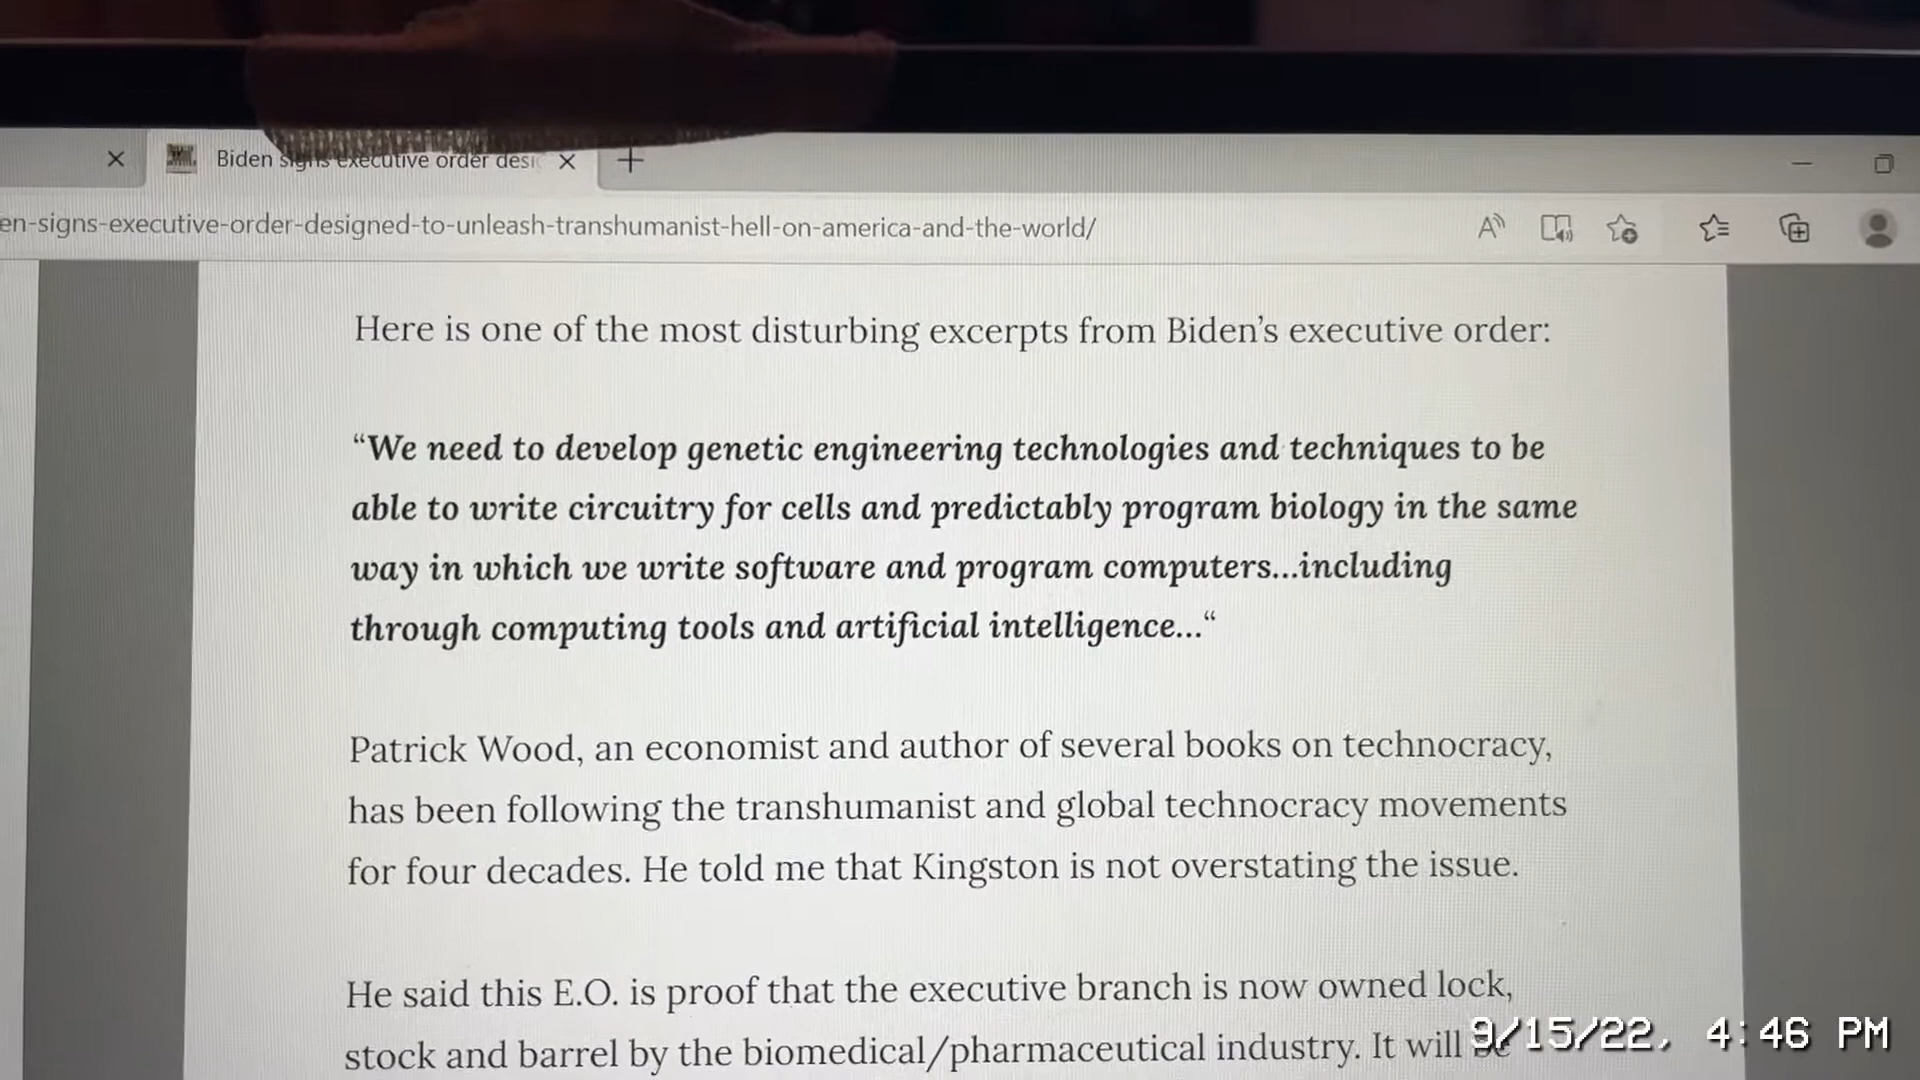 Biden signs executive order desi
en-signs-executive-order-designed-to-unleash-transhumanist-hell-on-america-and-the-world/
Here is one of the most disturbing excerpts from Biden’s executive order:
“We need to develop genetic engineering technologies and techniques to be
able to write circuitry for cells and predictably program biology in the same
way in which we write software and program computers…including
through computing tools and artificial intelligence…“
Patrick Wood, an economist and author of several books on technocracy,
has been following the transhumanist and global technocracy movements
for four decades. He told me that Kingston is not overstating the issue.
He said this E.O. is proof that the executive branch is now owned lock,
stock and barrel by the biomedical/pharmaceutical industry. It will be
9/15/22, 4:46 PM